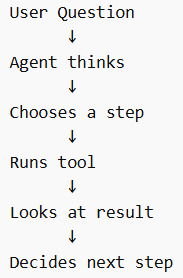 User Question
↓
Agent thinks
↓
Chooses a step
↓
Runs tool
↓
Looks at result
↓
Decides next step